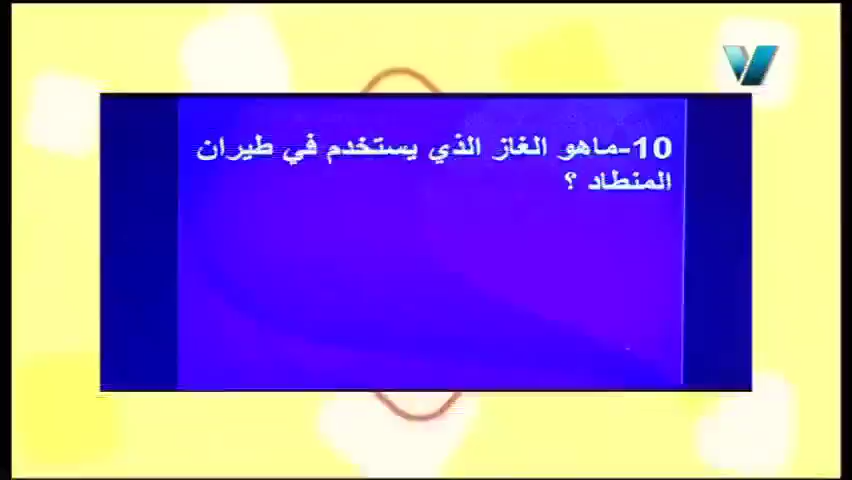 10-ماهو الغاز الذي يستخدم في طيران
المنطاد ؟